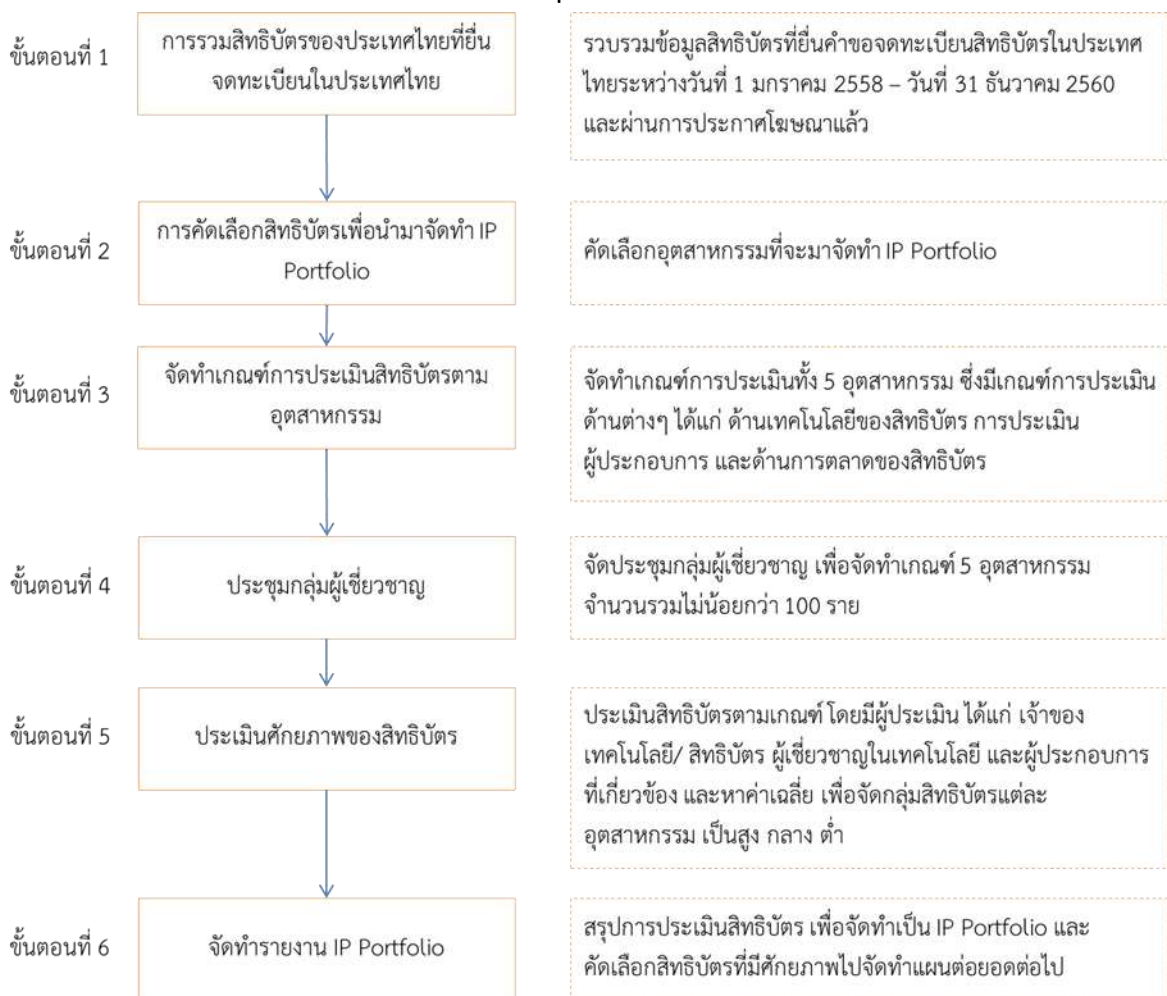 ขั้นตอนที่ 1
การรวมสิทธิบัตรของประเทศไทยที่ยื่น
จดทะเบียนในประเทศไทย
รวบรวมข้อมูลสิทธิบัตรที่ยื่นคำขอจดทะเบียนสิทธิบัตรในประเทศ
ไทยระหว่างวันที่ 1 มกราคม 2558 – วันที่ 31 ธันวาคม 2560
และผ่านการประกาศโฆษณาแล้ว
ขั้นตอนที่ 2
การคัดเลือกสิทธิบัตรเพื่อนำมาจัดทำ IP
Portfolio
คัดเลือกอุตสาหกรรมที่จะมาจัดทำ IP Portfolio
ขั้นตอนที่ 3
จัดทำเกณฑ์การประเมินสิทธิบัตรตาม
อุตสาหกรรม
จัดทำเกณฑ์การประเมินทั้ง 5 อุตสาหกรรม ซึ่งมีเกณฑ์การประเมิน
ด้านต่างๆ ได้แก่ ด้านเทคโนโลยีของสิทธิบัตร การประเมิน
ผู้ประกอบการ และด้านการตลาดของสิทธิบัตร
ขั้นตอนที่ 4
ประชุมกลุ่มผู้เชี่ยวชาญ
จัดประชุมกลุ่มผู้เชี่ยวชาญ เพื่อจัดทำเกณฑ์ 5 อุตสาหกรรม
จำนวนรวมไม่น้อยกว่า 100 ราย
ขั้นตอนที่ 5
ประเมินศักยภาพของสิทธิบัตร
ประเมินสิทธิบัตรตามเกณฑ์ โดยมีผู้ประเมิน ได้แก่ เจ้าของ
เทคโนโลยี/ สิทธิบัตร ผู้เชี่ยวชาญในเทคโนโลยี และผู้ประกอบการ
ที่เกี่ยวข้อง และหาค่าเฉลี่ย เพื่อจัดกลุ่มสิทธิบัตรแต่ละ
อุตสาหกรรม เป็นสูง กลาง ต่ำ
ขั้นตอนที่ 6
จัดทำรายงาน IP Portfolio
สรุปการประเมินสิทธิบัตร เพื่อจัดทำเป็น IP Portfolio และ
คัดเลือกสิทธิบัตรที่มีศักยภาพไปจัดทำแผนต่อยอดต่อไป